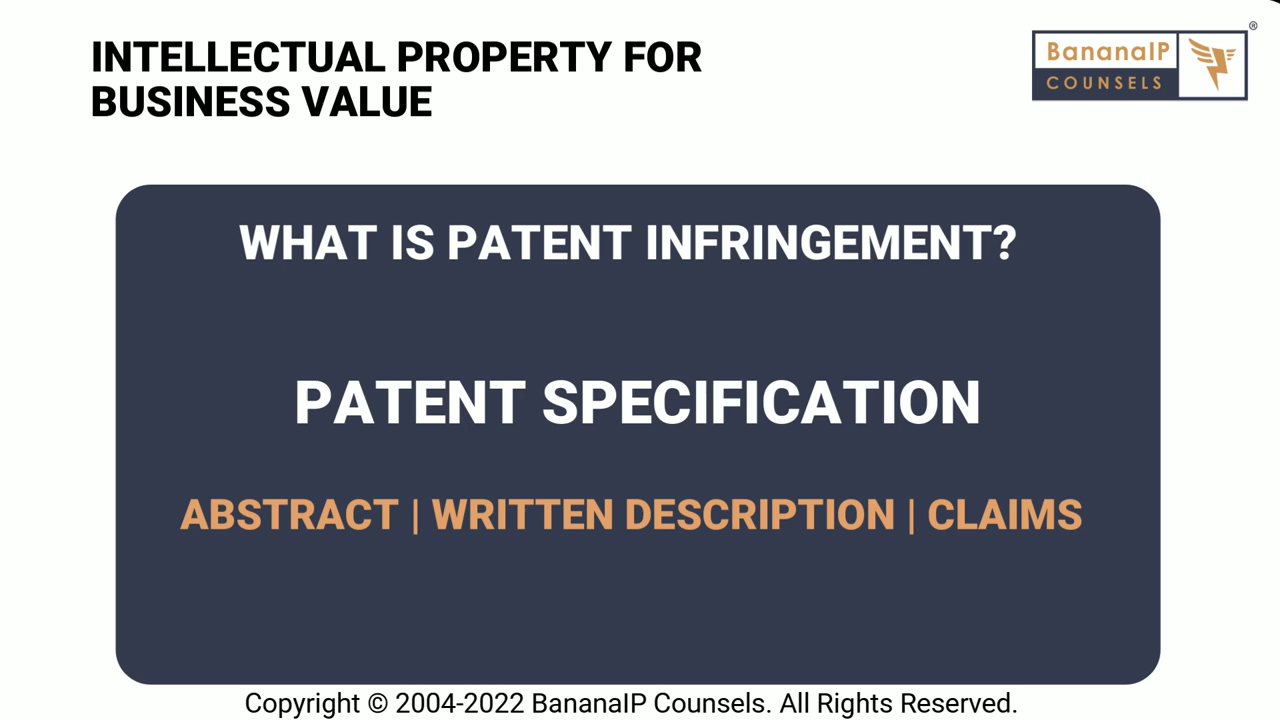 INTELLECTUAL PROPERTY FOR
BUSINESS VALUE
BananaIP
COUNSELS
®
WHAT IS PATENT INFRINGEMENT?
PATENT SPECIFICATION
ABSTRACT | WRITTEN DESCRIPTION | CLAIMS
Copyright © 2004-2022 BananaIP Counsels. All Rights Reserved.